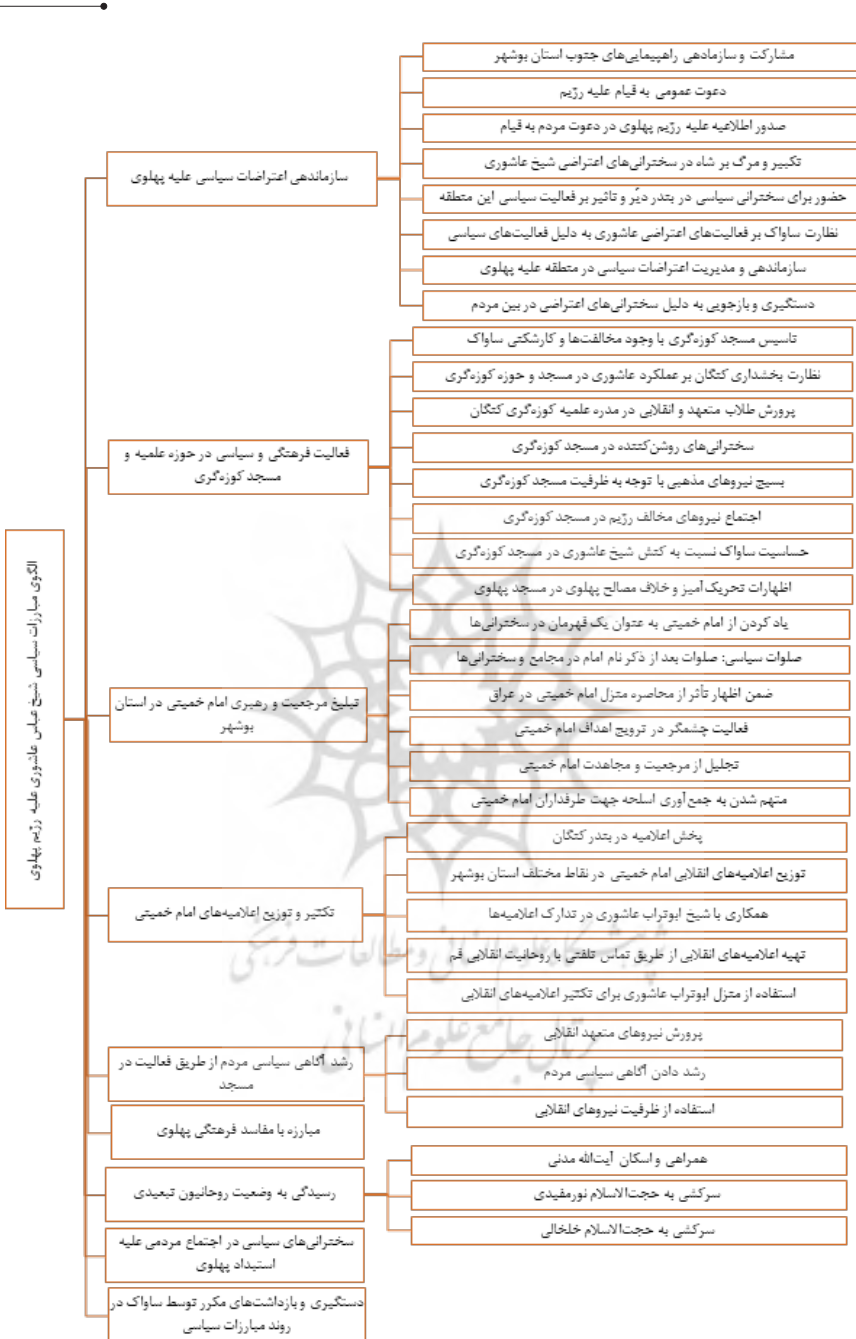 الگوی مبارزات سیاسی شیخ عباس عاشوری علیه رژیم پهلوی
سازماندهی اعتراضات سیاسی علیه پهلوی
مشارکت و سازمادهی راهپیمایی‌های جنوب استان بوشهر
دعوت عمومی به قیام علیه رژیم
صدور اطلاعیه علیه رژیم پهلوی در دعوت مردم به قیام
تکبیر و مرگ بر شاه در سخنرانی‌های اعتراضی شیخ عاشوری
حضور برای سخنرانی سیاسی در بندر دیّر و تاثیر بر فعالیت سیاسی این منطقه
نظارت ساواک بر فعالیت‌های اعتراضی عاشوری به دلیل فعالیت‌های سیاسی
سازماندهی و مدیریت اعتراضات سیاسی در منطقه علیه پهلوی
دستگیری و بازجویی به دلیل سخنرانی‌های اعتراضی در بین مردم
فعالیت فرهنگی و سیاسی در حوزه علمیه و
مسجد کوزه‌گری
تاسیس مسجد کوزه‌گری با وجود مخالفت‌ها و کارشکنی ساواک
نظارت بخشداری کنگان بر عملکرد عاشوری در مسجد و حوزه کوزه‌گری
پرورش طلاب متعهد و انقلابی در مدره علمیه کوزه‌گری کنگان
سخنرانی‌های روشن‌کننده در مسجد کوزه‌گری
بسیج نیروهای مذهبی با توجه به ظرفیت مسجد کوزه‌گری
اجتماع نیروهای مخالف رژیم در مسجد کوزه‌گری
حساسیت ساواک نسبت به کنش شیخ عاشوری در مسجد کوزه‌گری
اظهارات تحریک‌آمیز و خلاف مصالح پهلوی در مسجد پهلوی
تبلیغ مرجعیت و رهبری امام خمینی در استان
بوشهر
یاد کردن از امام خمینی به عنوان یک قهرمان در سخنرانی‌ها
صلوات سیاسی: صلوات بعد از ذکر نام امام در مجامع و سخنرانی‌ها
ضمن اظهار تأثر از محاصره منزل امام خمینی در عراق
فعالیت چشمگر در ترویج اهداف امام خمینی
تجلیل از مرجعیت و مجاهدت امام خمینی
متهم شدن به جمع‌آوری اسلحه جهت طرفداران امام خمینی
تکثیر و توزیع اعلامیه‌های امام خمینی
پخش اعلامیه در بندر کنگان
توزیع اعلامیه‌های انقلابی امام خمینی در نقاط مختلف استان بوشهر
همکاری با شیخ ابوتراب عاشوری در تدارک اعلامیه‌ها
تهیه اعلامیه‌های انقلابی از طریق تماس تلفنی با روحانیت انقلابی قم
استفاده از منزل ابوتراب عاشوری برای تکثیر اعلامیه‌های انقلابی
رشد آگاهی سیاسی مردم از طریق فعالیت در
مسجد
پرورش نیروهای متعهد انقلابی
رشد دادن آگاهی سیاسی مردم
استفاده از ظرفیت نیروهای انقلابی
مبارزه با مفاسد فرهنگی پهلوی
رسیدگی به وضعیت روحانیون تبعیدی
همراهی و اسکان آیت‌الله مدنی
سرکشی به حجت‌الاسلام نورمفیدی
سرکشی به حجت‌الاسلام خلخالی
سخنرانی‌های سیاسی در اجتماع مردمی علیه
استبداد پهلوی
دستگیری و بازداشت‌های مکرر توسط ساواک در
روند مبارزات سیاسی
پژوهشگاه علوم انسانی و مطالعات فرهنگی
پرتال جامع علوم انسانی